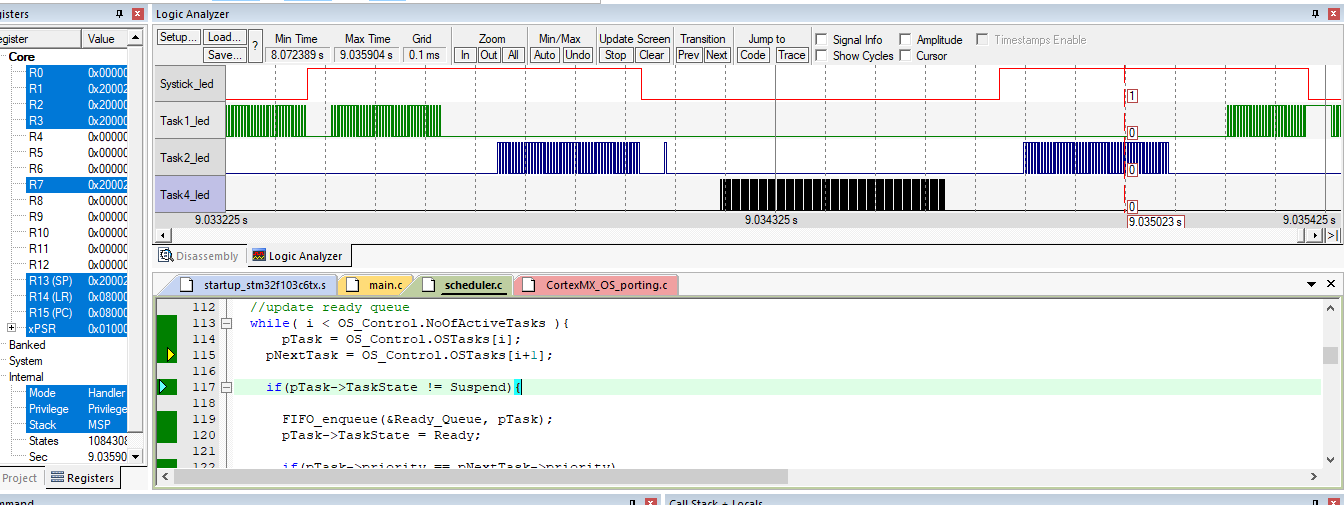 isters
Logic Analyzer
egister Value
Core
R0 0x00000
R1 0x20002
R2 0x20000
R3 0x20000
R4 0x00000
R5 0x00000
R6 0x00000
R7 0x20002
R8 0x00000
R9 0x00000
R10 0x00000
R11 0x00000
R12 0x00000
R13 (SP) 0x20002
R14 (LR) 0x08000
R15 (PC) 0x08000
xPSR 0x01000
Banked
System
Internal
Mode Handler
Privilege Privilege
Stack MSP
States 1084308
Sec 9.03590
Project Registers
Setup... Load... Save... ?
Min Time Max Time Grid Zoom Min/Max Update Screen Transition Jump to
8.072389 s 9.035904 s 0.1 ms In Out All Auto Undo Stop Clear Prev Next Code Trace
Signal Info Amplitude Timestamps Enable
Show Cycles Cursor
Systick_led 1
Task1_led 0
Task2_led 0
Task4_led 0
9.033225 s 9.034325 s 9.035023 s 9.035425 s
Disassembly Logic Analyzer
startup_stm32f103c6tx.s main.c scheduler.c CortexMX_OS_porting.c
112 //update ready queue
113 while( i < OS_Control.NoOfActiveTasks ){
114 pTask = OS_Control.OSTasks[i];
115 pNextTask = OS_Control.OSTasks[i+1];
116
117 if(pTask->TaskState != Suspend){
118
119 FIFO_enqueue(&Ready_Queue, pTask);
120 pTask->TaskState = Ready;
121
122 if(pTask->priority == pNextTask->priority)
mmand
Call Stack + Locals